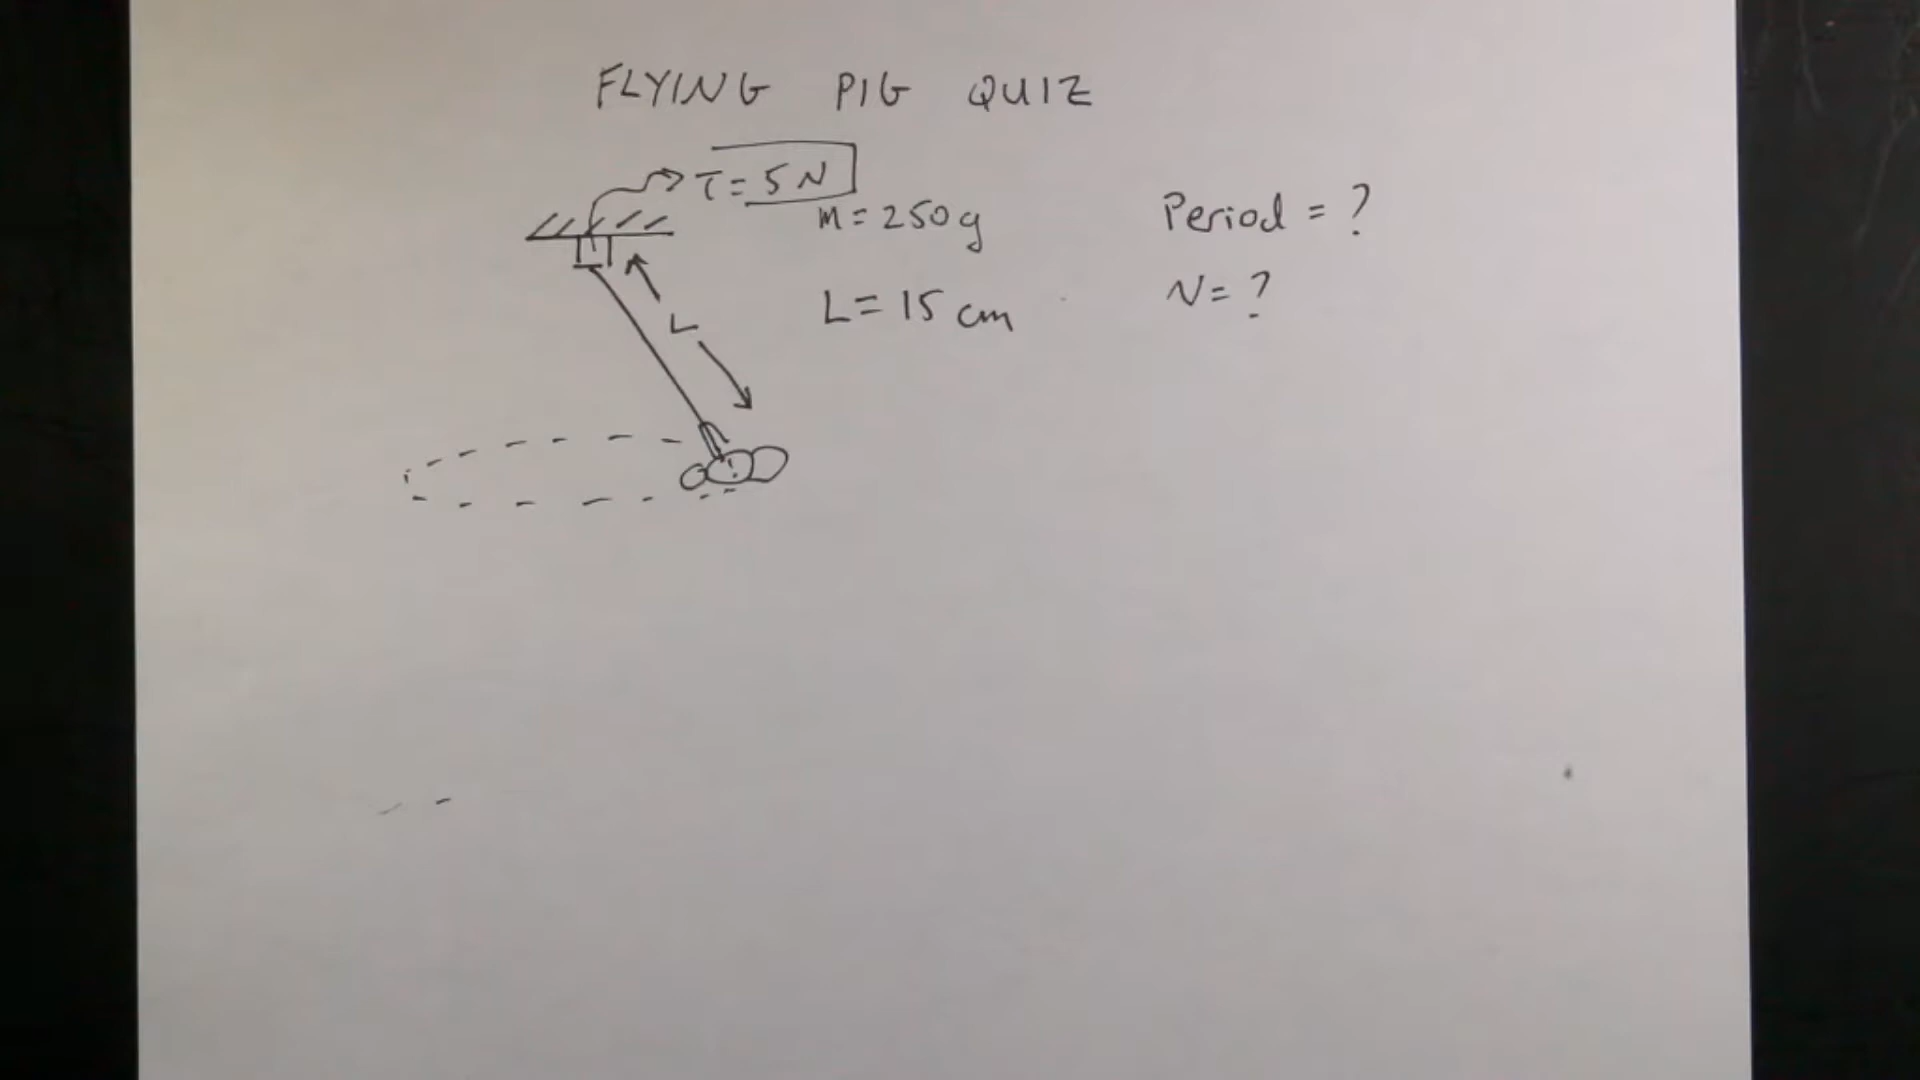 FLYING PIG QUIZ
T = 5 N
m = 250 g
Period = ?
L = 15 cm
N = ?
L